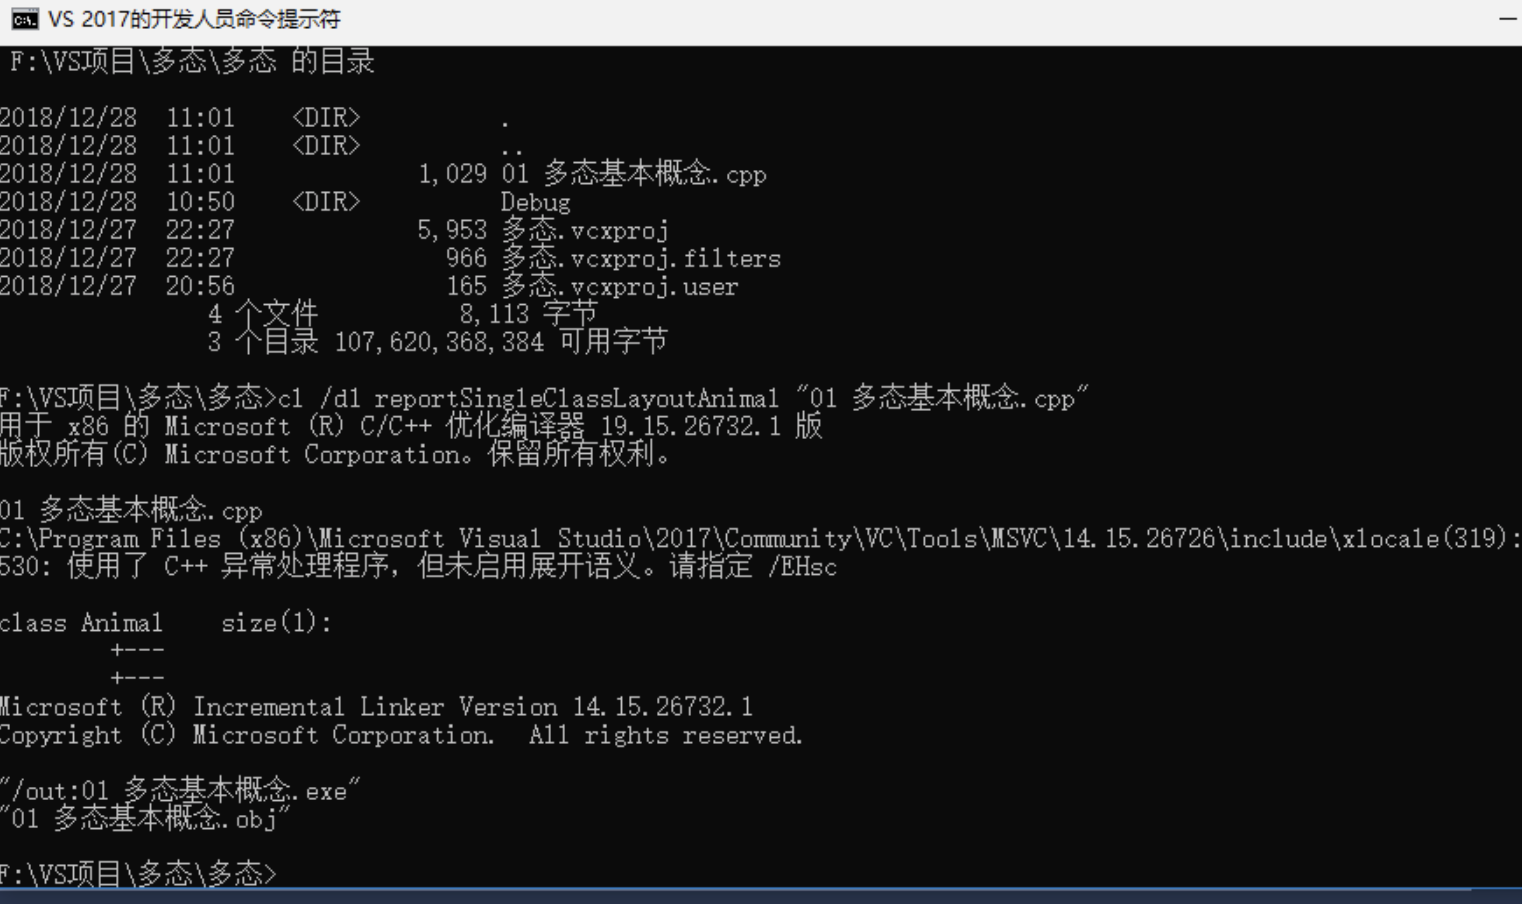 VS 2017的开发人员命令提示符
F:\VS项目\多态\多态 的目录
2018/12/28  11:01    <DIR>          .
2018/12/28  11:01    <DIR>          ..
2018/12/28  11:01             1,029 01 多态基本概念.cpp
2018/12/28  10:50    <DIR>          Debug
2018/12/27  22:27             5,953 多态.vcxproj
2018/12/27  22:27               966 多态.vcxproj.filters
2018/12/27  20:56               165 多态.vcxproj.user
4 个文件          8,113 字节
3 个目录 107,620,368,384 可用字节
F:\VS项目\多态\多态>cl /d1 reportSingleClassLayoutAnimal "01 多态基本概念.cpp"
用于 x86 的 Microsoft (R) C/C++ 优化编译器 19.15.26732.1 版
版权所有(C) Microsoft Corporation。保留所有权利。
01 多态基本概念.cpp
C:\Program Files (x86)\Microsoft Visual Studio\2017\Community\VC\Tools\MSVC\14.15.26726\include\xlocale(319):
530: 使用了 C++ 异常处理程序，但未启用展开语义。请指定 /EHsc
class Animal    size(1):
+---
+---
Microsoft (R) Incremental Linker Version 14.15.26732.1
Copyright (C) Microsoft Corporation.  All rights reserved.
"/out:01 多态基本概念.exe"
"01 多态基本概念.obj"
F:\VS项目\多态\多态>